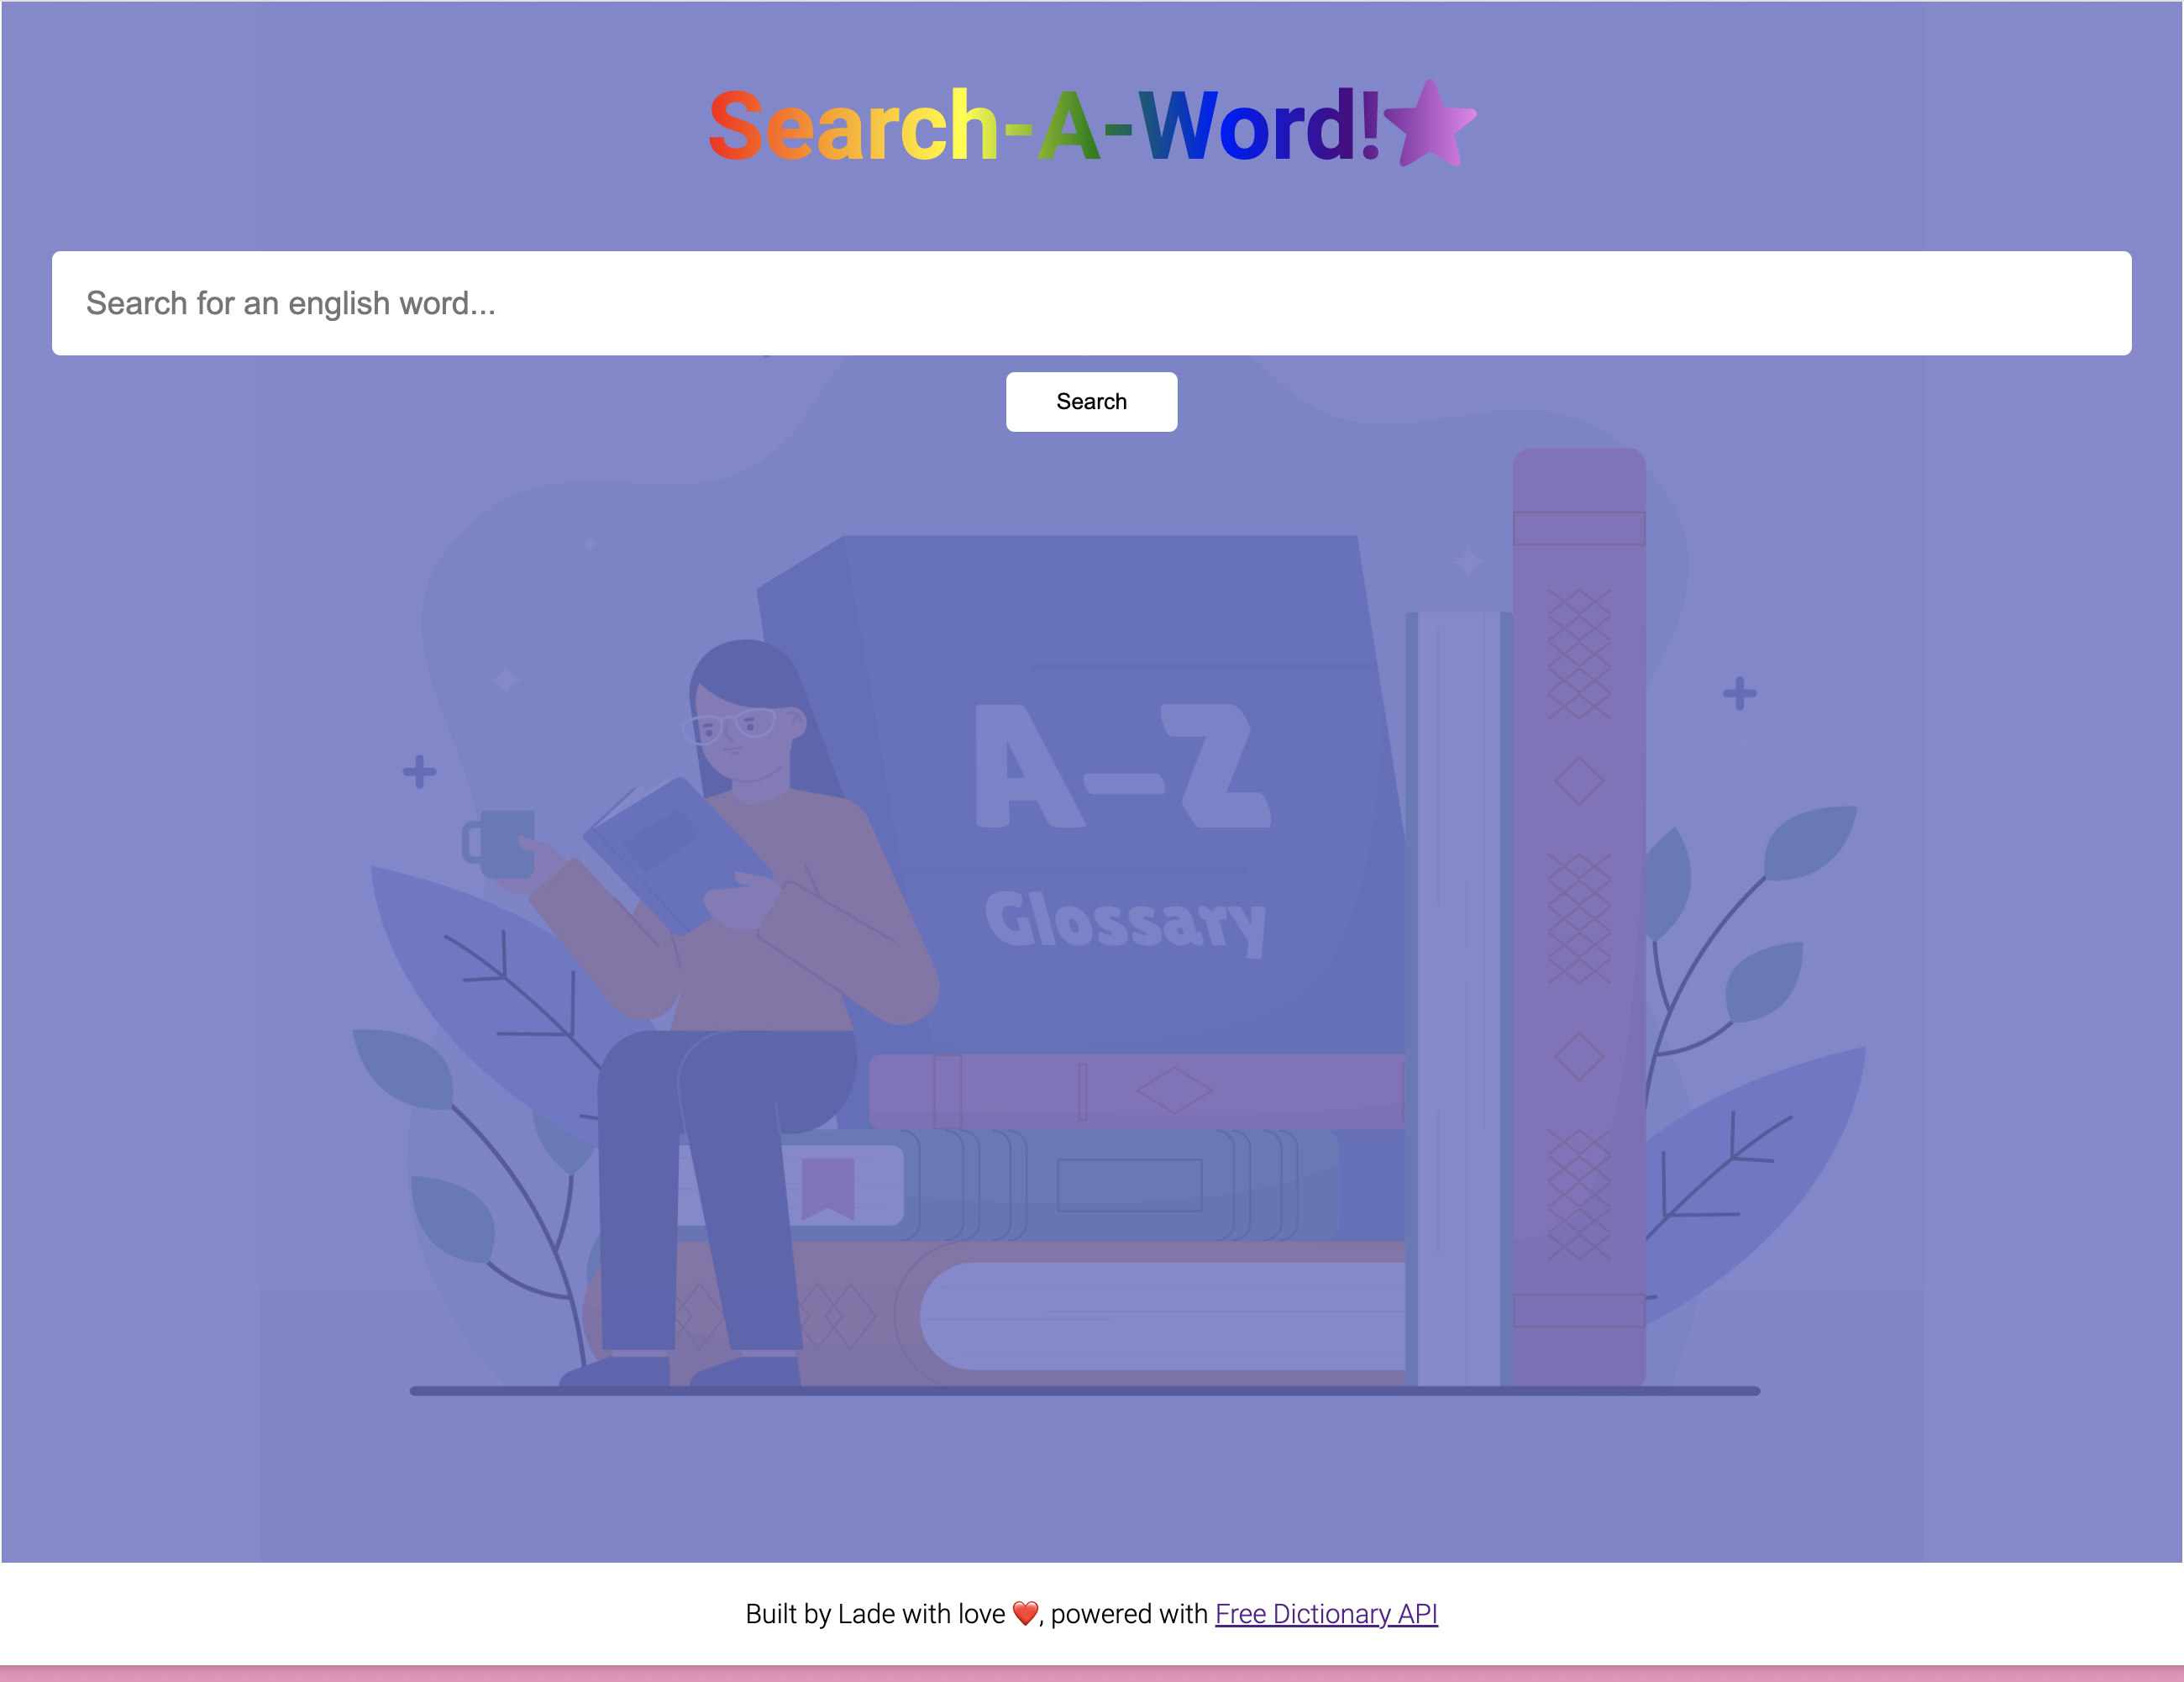 Search-A-Word!
Search for an english word...
Search
A–Z
Glossary
Built by Lade with love ❤️, powered with Free Dictionary API